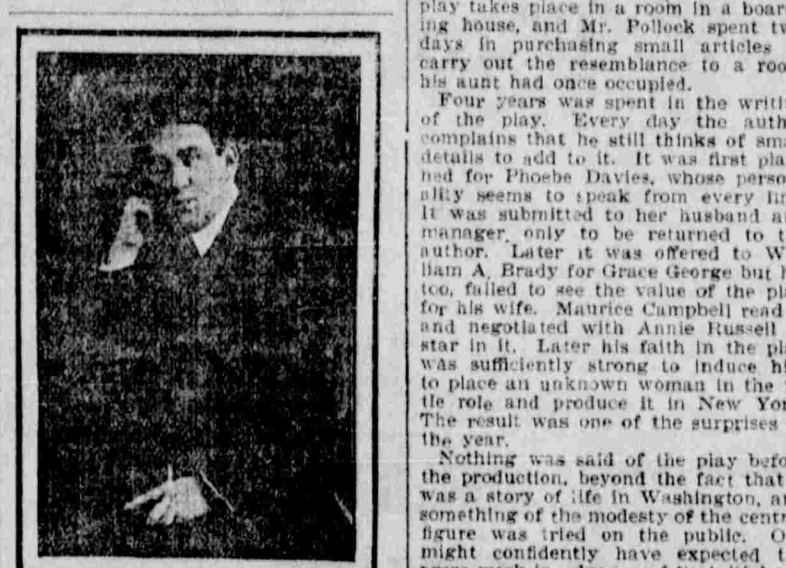 play takes place in a room in a boar
ing house, and Mr. Pollock spent tw
days in purchasing small articles
carry out the resemblance to a roo
his aunt had once occupied.
Four years was spent in the writin
of the play. Every day the auth
complains that he still thinks of sma
details to add to it. It was first plan
ned for Phoebe Davies, whose person
ality seems to speak from every lin
It was submitted to her husband an
manager, only to be returned to t
author. Later it was offered to Wi
liam A. Brady for Grace George but h
too, failed to see the value of the pla
for his wife. Maurice Campbell read
and negotiated with Annie Russell
star in it. Later his faith in the pla
was sufficiently strong to induce hi
to place an unknown woman in the
tle role and produce it in New Yor
The result was one of the surprises
the year.
Nothing was said of the play befo
the production, beyond the fact that
was a story of life in Washington, an
something of the modesty of the centr
figure was tried on the public. O
might confidently have expected t